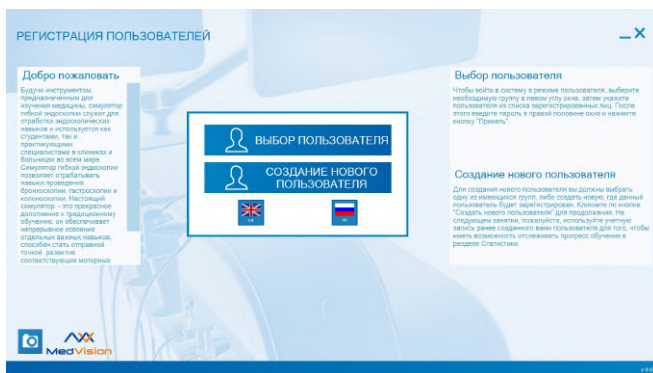 РЕГИСТРАЦИЯ ПОЛЬЗОВАТЕЛЕЙ
Добро пожаловать
Будучи инструментом,
предназначенным для
изучения медицины, симулятор
гибкой эндоскопии служит для
отработки эндоскопических
навыков и используется как
студентами, так и
практикующими
специалистами в клиниках и
больницах во всем мире.
Симулятор гибкой эндоскопии
позволяет отрабатывать
навыки проведения
бронхоскопии, гастроскопии и
колоноскопии. Настоящий
симулятор - это прекрасное
дополнение к традиционному
обучению: он обеспечивает
непрерывное освоение
отдельных важных навыков,
способен стать отправной
точкой развития
соответствующих моторных
ВЫБОР ПОЛЬЗОВАТЕЛЯ
СОЗДАНИЕ НОВОГО
ПОЛЬЗОВАТЕЛЯ
Выбор пользователя
Чтобы войти в систему в режиме пользователя, выберите
необходимую группу в левом углу окна, затем укажите
пользователя из списка зарегистрированных лиц. После
этого введите пароль в правой половине окна и нажмите
кнопку "Принять".
Создание нового пользователя
Для создания нового пользователя вы должны выбрать
одну из имеющихся групп, либо создать новую, где данный
пользователь будет зарегистрирован. Кликните по кнопке
"Создать нового пользователя" для продолжения. На
следующем занятии, пожалуйста, используйте учетную
запись ранее созданного вами пользователя для того, чтобы
иметь возможность отслеживать прогресс обучения в
разделе Статистики.
MedVision